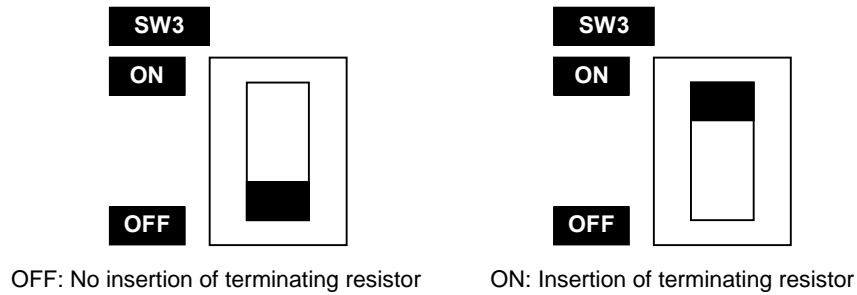 SW3
ON
OFF
OFF: No insertion of terminating resistor
SW3
ON
OFF
ON: Insertion of terminating resistor